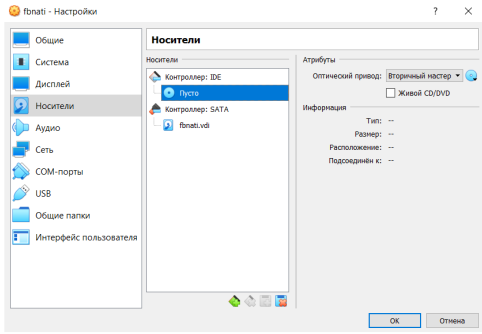 fbnati - Настройки
?
Общие
Система
Дисплей
Носители
Аудио
Сеть
COM-порты
USB
Общие папки
Интерфейс пользователя
Носители
Носители
Контроллер: IDE
Пусто
Контроллер: SATA
fbnati.vdi
Атрибуты
Оптический привод: Вторичный мастер
Живой CD/DVD
Информация
Тип: --
Размер: --
Расположение: --
Подсоединён к: --
OK
Отмена